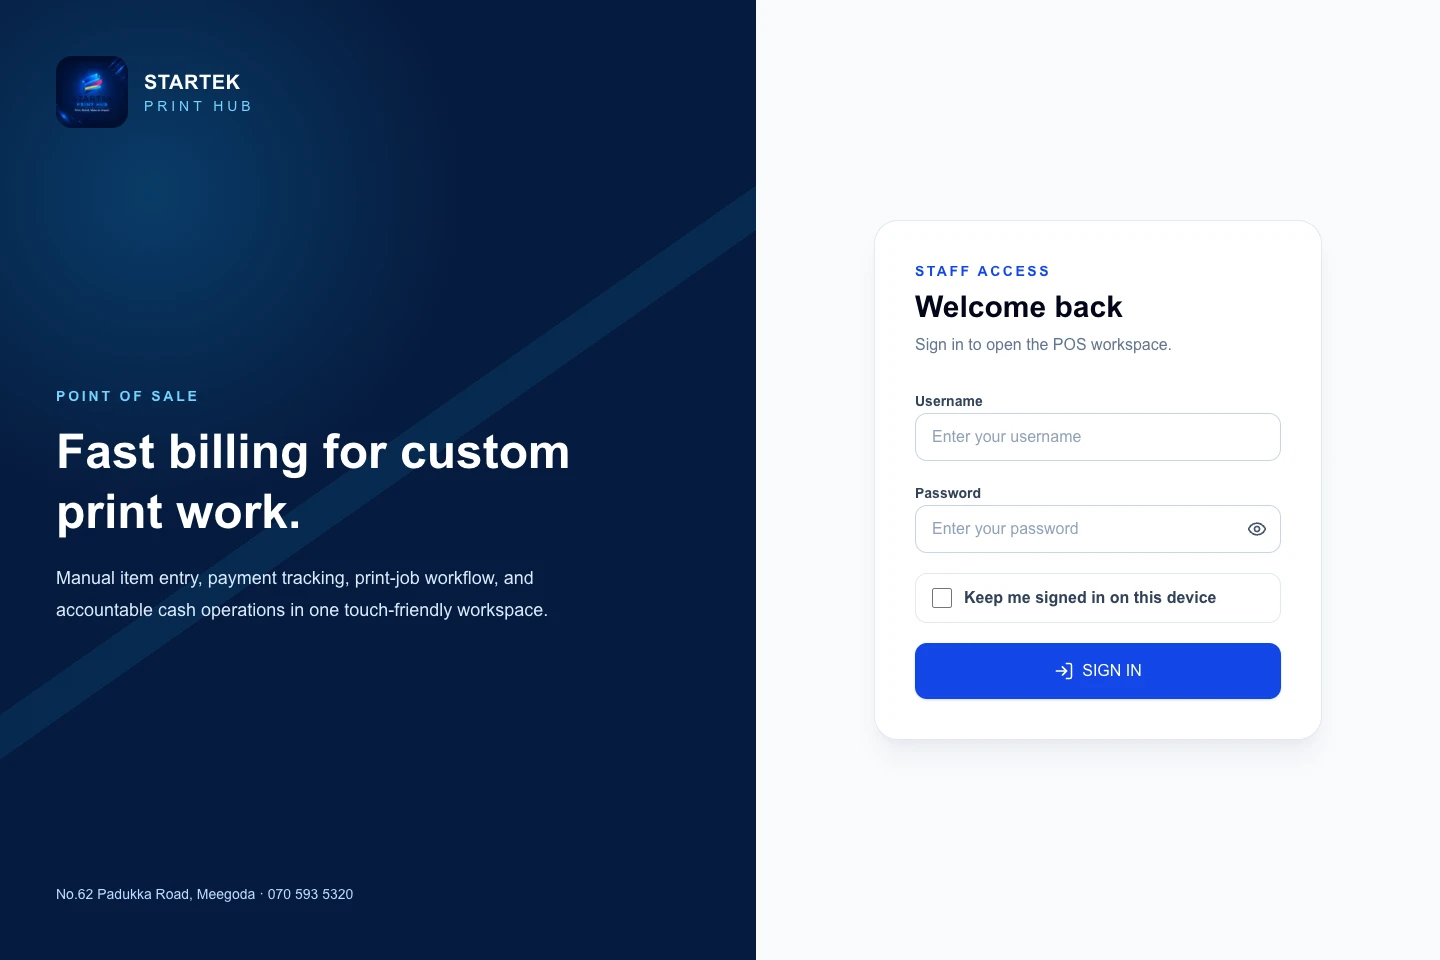 STARTEK
PRINT HUB
POINT OF SALE
Fast billing for custom
print work.
Manual item entry, payment tracking, print-job workflow, and
accountable cash operations in one touch-friendly workspace.
No.62 Padukka Road, Meegoda · 070 593 5320
STAFF ACCESS
Welcome back
Sign in to open the POS workspace.
Username
Enter your username
Password
Enter your password
Keep me signed in on this device
SIGN IN